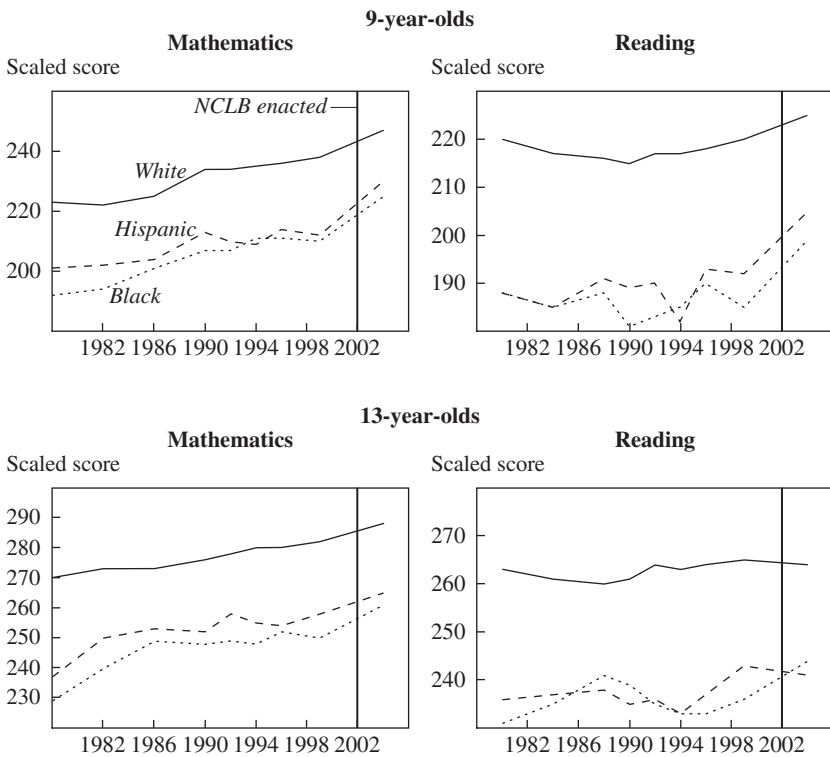 9-year-olds
Mathematics
Reading
Scaled score
Scaled score
NCLB enacted
240
White
220
Hispanic
200
Black
1982 1986 1990 1994 1998 2002
220
210
200
190
1982 1986 1990 1994 1998 2002
13-year-olds
Mathematics
Reading
Scaled score
Scaled score
290
280
270
260
250
240
230
1982 1986 1990 1994 1998 2002
270
260
250
240
1982 1986 1990 1994 1998 2002